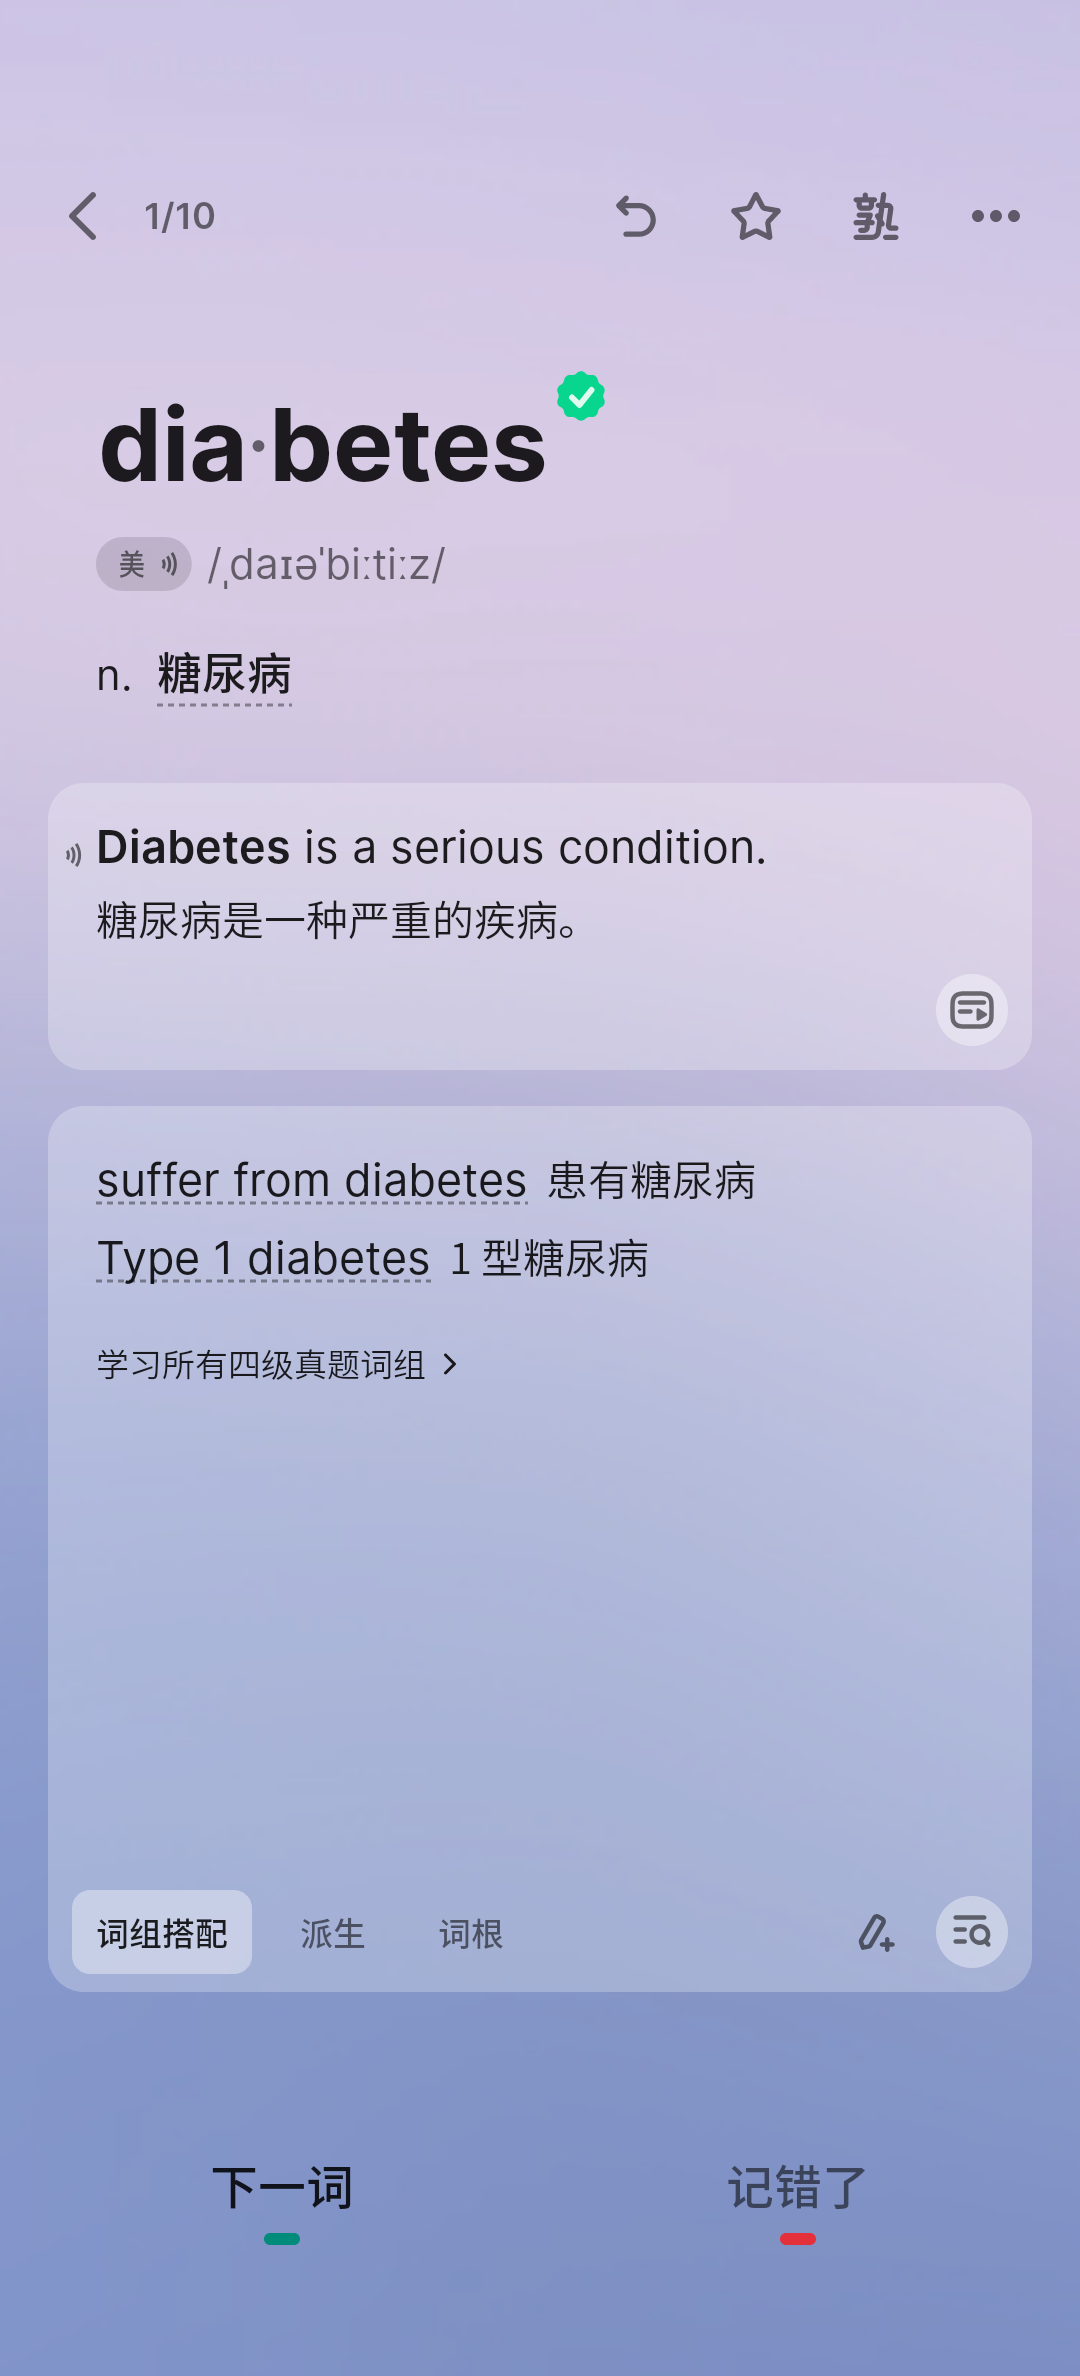 1/10
熟
dia·betes
美 /ˌdaɪəˈbiːtiːz/
n. 糖尿病
Diabetes is a serious condition.
糖尿病是一种严重的疾病。
suffer from diabetes 患有糖尿病
Type 1 diabetes 1 型糖尿病
学习所有四级真题词组
词组搭配 派生 词根
下一词 记错了